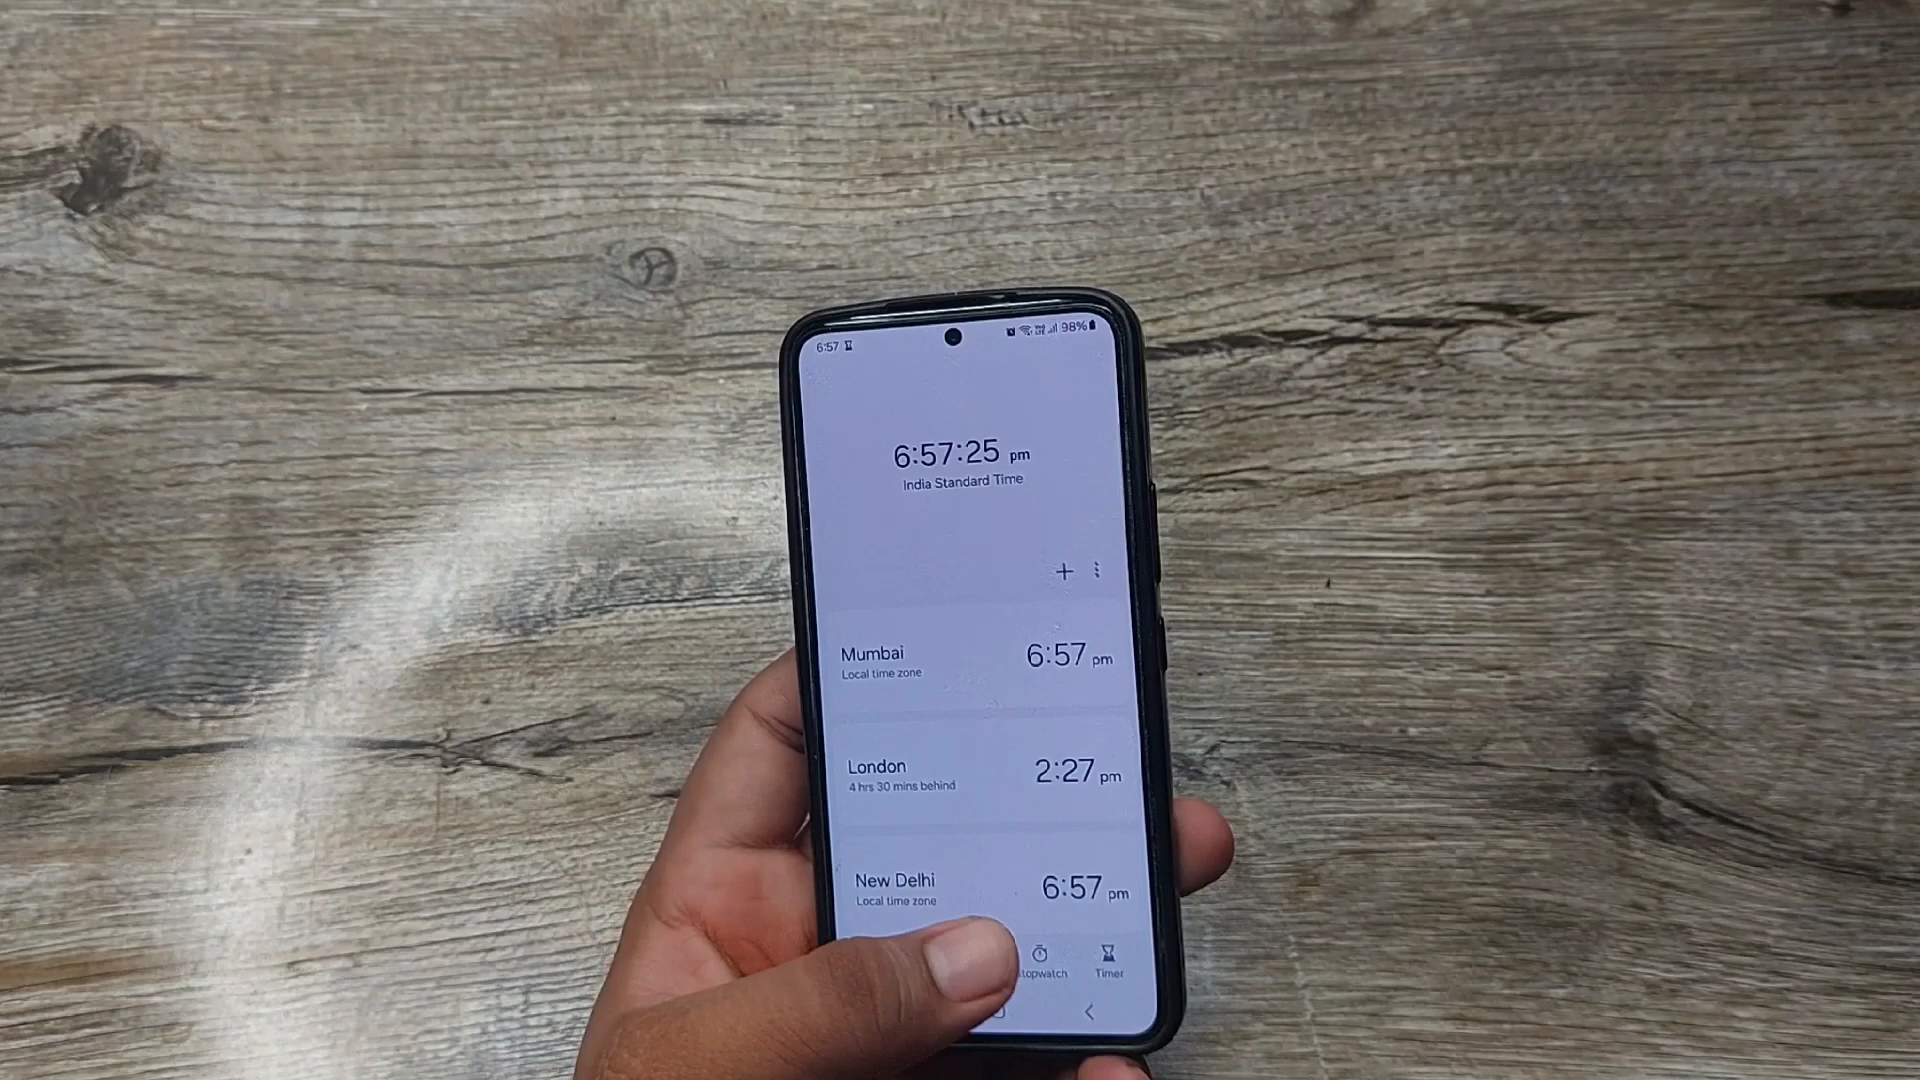 6:57
98%
6:57:25 pm
India Standard Time
Mumbai
Local time zone
6:57 pm
London
4 hrs 30 mins behind
2:27 pm
New Delhi
Local time zone
6:57 pm
topwatch
Timer